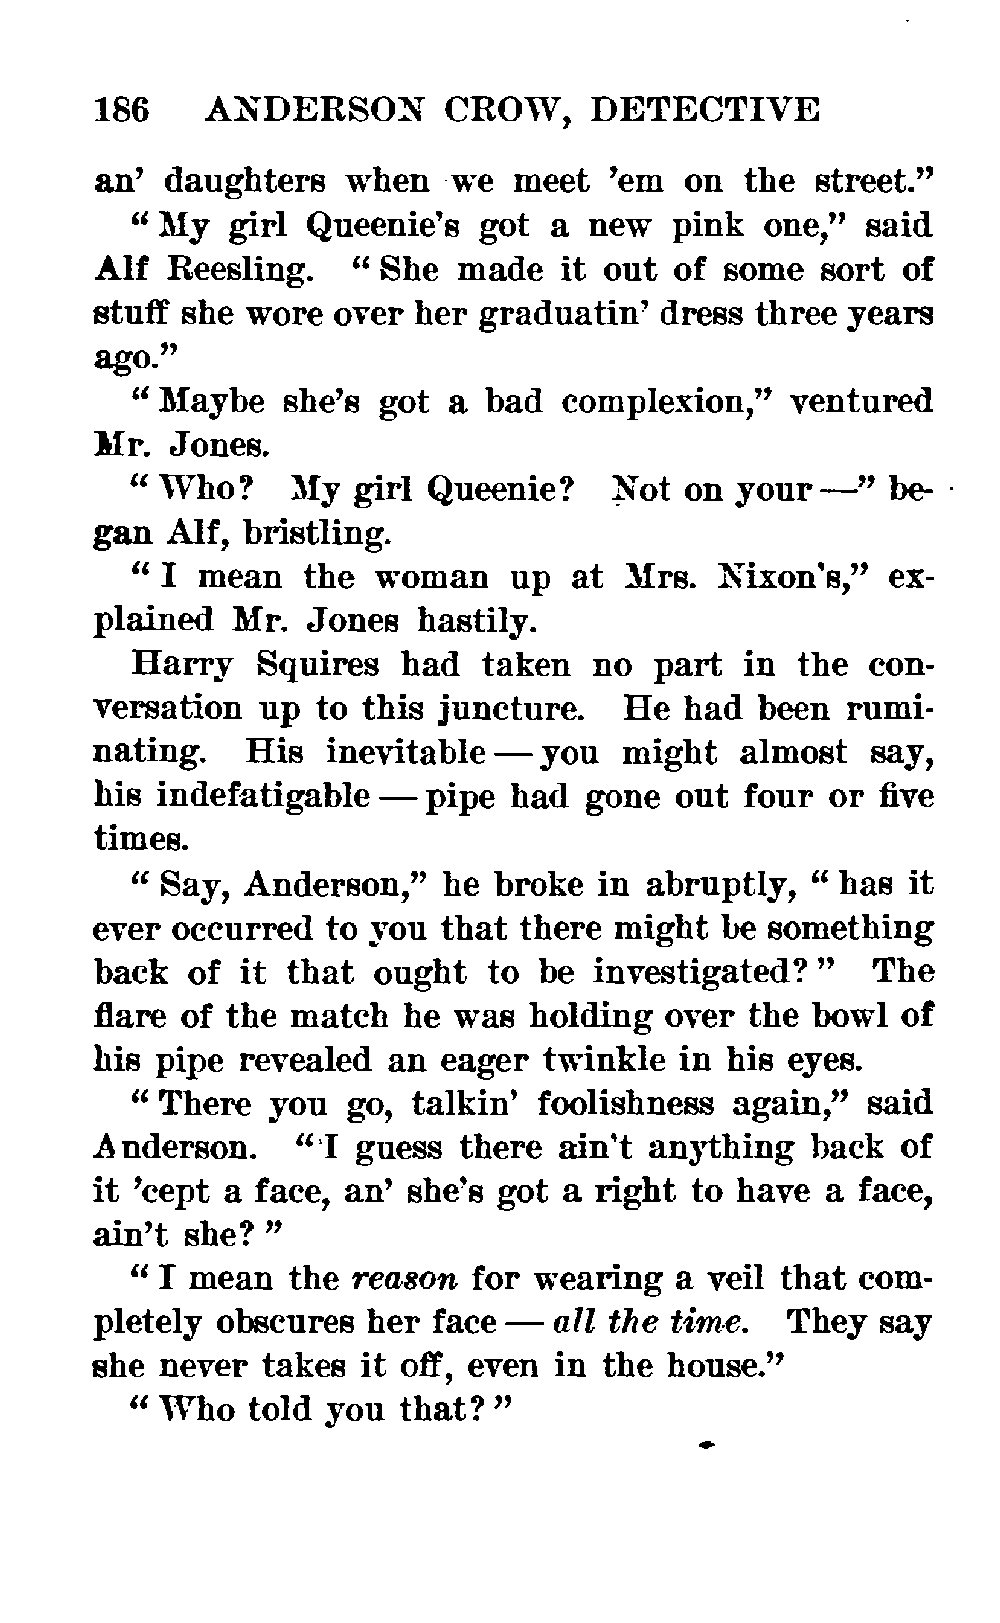 186 ANDERSON CROW, DETECTIVE
an’ daughters when we meet ’em on the street.”
“ My girl Queenie’s got a new pink one,” said
Alf Reesling. “ She made it out of some sort of
stuff she wore over her graduatin’ dress three years
ago.”
“ Maybe she’s got a bad complexion,” ventured
Mr. Jones.
“ Who? My girl Queenie? Not on your —” be-
gan Alf, bristling.
“ I mean the woman up at Mrs. Nixon’s,” ex-
plained Mr. Jones hastily.
Harry Squires had taken no part in the con-
versation up to this juncture. He had been rumi-
nating. His inevitable — you might almost say,
his indefatigable — pipe had gone out four or five
times.
“ Say, Anderson,” he broke in abruptly, “ has it
ever occurred to you that there might be something
back of it that ought to be investigated? ” The
flare of the match he was holding over the bowl of
his pipe revealed an eager twinkle in his eyes.
“ There you go, talkin’ foolishness again,” said
Anderson. “ I guess there ain’t anything back of
it ’cept a face, an’ she’s got a right to have a face,
ain’t she? ”
“ I mean the reason for wearing a veil that com-
pletely obscures her face — all the time. They say
she never takes it off, even in the house.”
“ Who told you that? ”